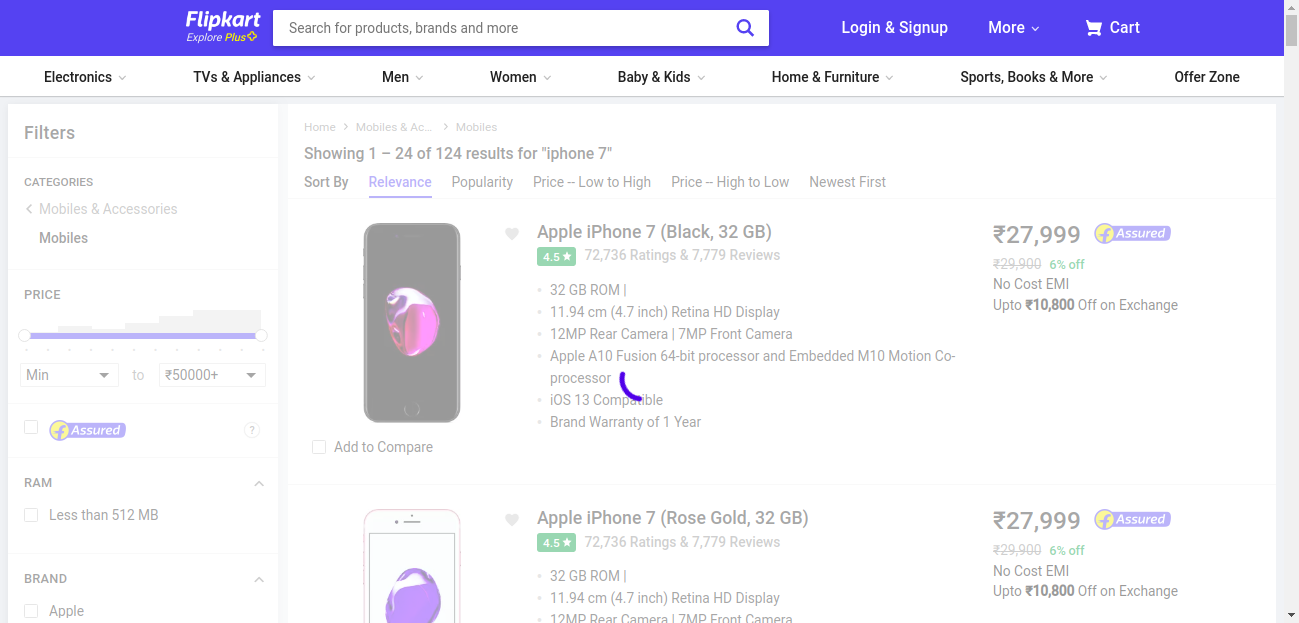 Flipkart
Explore Plus
Search for products, brands and more
Login & Signup
More
Cart
Electronics
TVs & Appliances
Men
Women
Baby & Kids
Home & Furniture
Sports, Books & More
Offer Zone
Filters
CATEGORIES
Mobiles & Accessories
Mobiles
PRICE
Min
to
₹50000+
Assured
?
RAM
Less than 512 MB
BRAND
Apple
Home
Mobiles & Ac...
Mobiles
Showing 1 – 24 of 124 results for "iphone 7"
Sort By
Relevance
Popularity
Price -- Low to High
Price -- High to Low
Newest First
Apple iPhone 7 (Black, 32 GB)
4.5 72,736 Ratings & 7,779 Reviews
32 GB ROM |
11.94 cm (4.7 inch) Retina HD Display
12MP Rear Camera | 7MP Front Camera
Apple A10 Fusion 64-bit processor and Embedded M10 Motion Co-
processor
iOS 13 Compatible
Brand Warranty of 1 Year
Add to Compare
₹27,999
Assured
₹29,900 6% off
No Cost EMI
Upto ₹10,800 Off on Exchange
Apple iPhone 7 (Rose Gold, 32 GB)
4.5 72,736 Ratings & 7,779 Reviews
32 GB ROM |
11.94 cm (4.7 inch) Retina HD Display
12MP Rear Camera | 7MP Front Camera
₹27,999
Assured
₹29,900 6% off
No Cost EMI
Upto ₹10,800 Off on Exchange